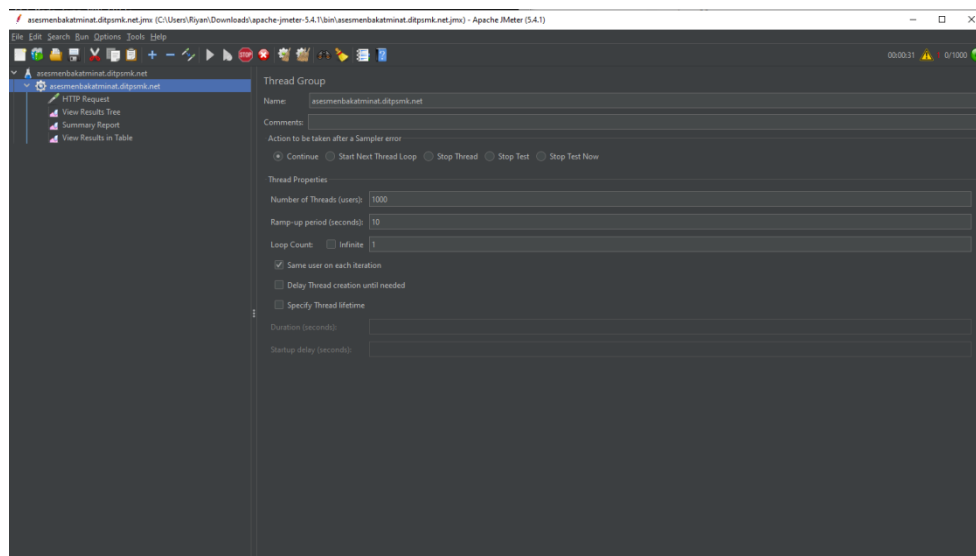 asesmenbakatminat.ditpsmk.net.jmx (C:\Users\Riyan\Downloads\apache-jmeter-5.4.1\bin\asesmenbakatminat.ditpsmk.net.jmx) - Apache JMeter (5.4.1)
File Edit Search Run Options Tools Help
STOP
00:00:31 0/1000
asesmenbakatminat.ditpsmk.net
asesmenbakatminat.ditpsmk.net
HTTP Request
View Results Tree
Summary Report
View Results in Table
Thread Group
Name: asesmenbakatminat.ditpsmk.net
Comments:
Action to be taken after a Sampler error
Continue Start Next Thread Loop Stop Thread Stop Test Stop Test Now
Thread Properties
Number of Threads (users): 1000
Ramp-up period (seconds): 10
Loop Count: Infinite 1
Same user on each iteration
Delay Thread creation until needed
Specify Thread lifetime
Duration (seconds):
Startup delay (seconds):